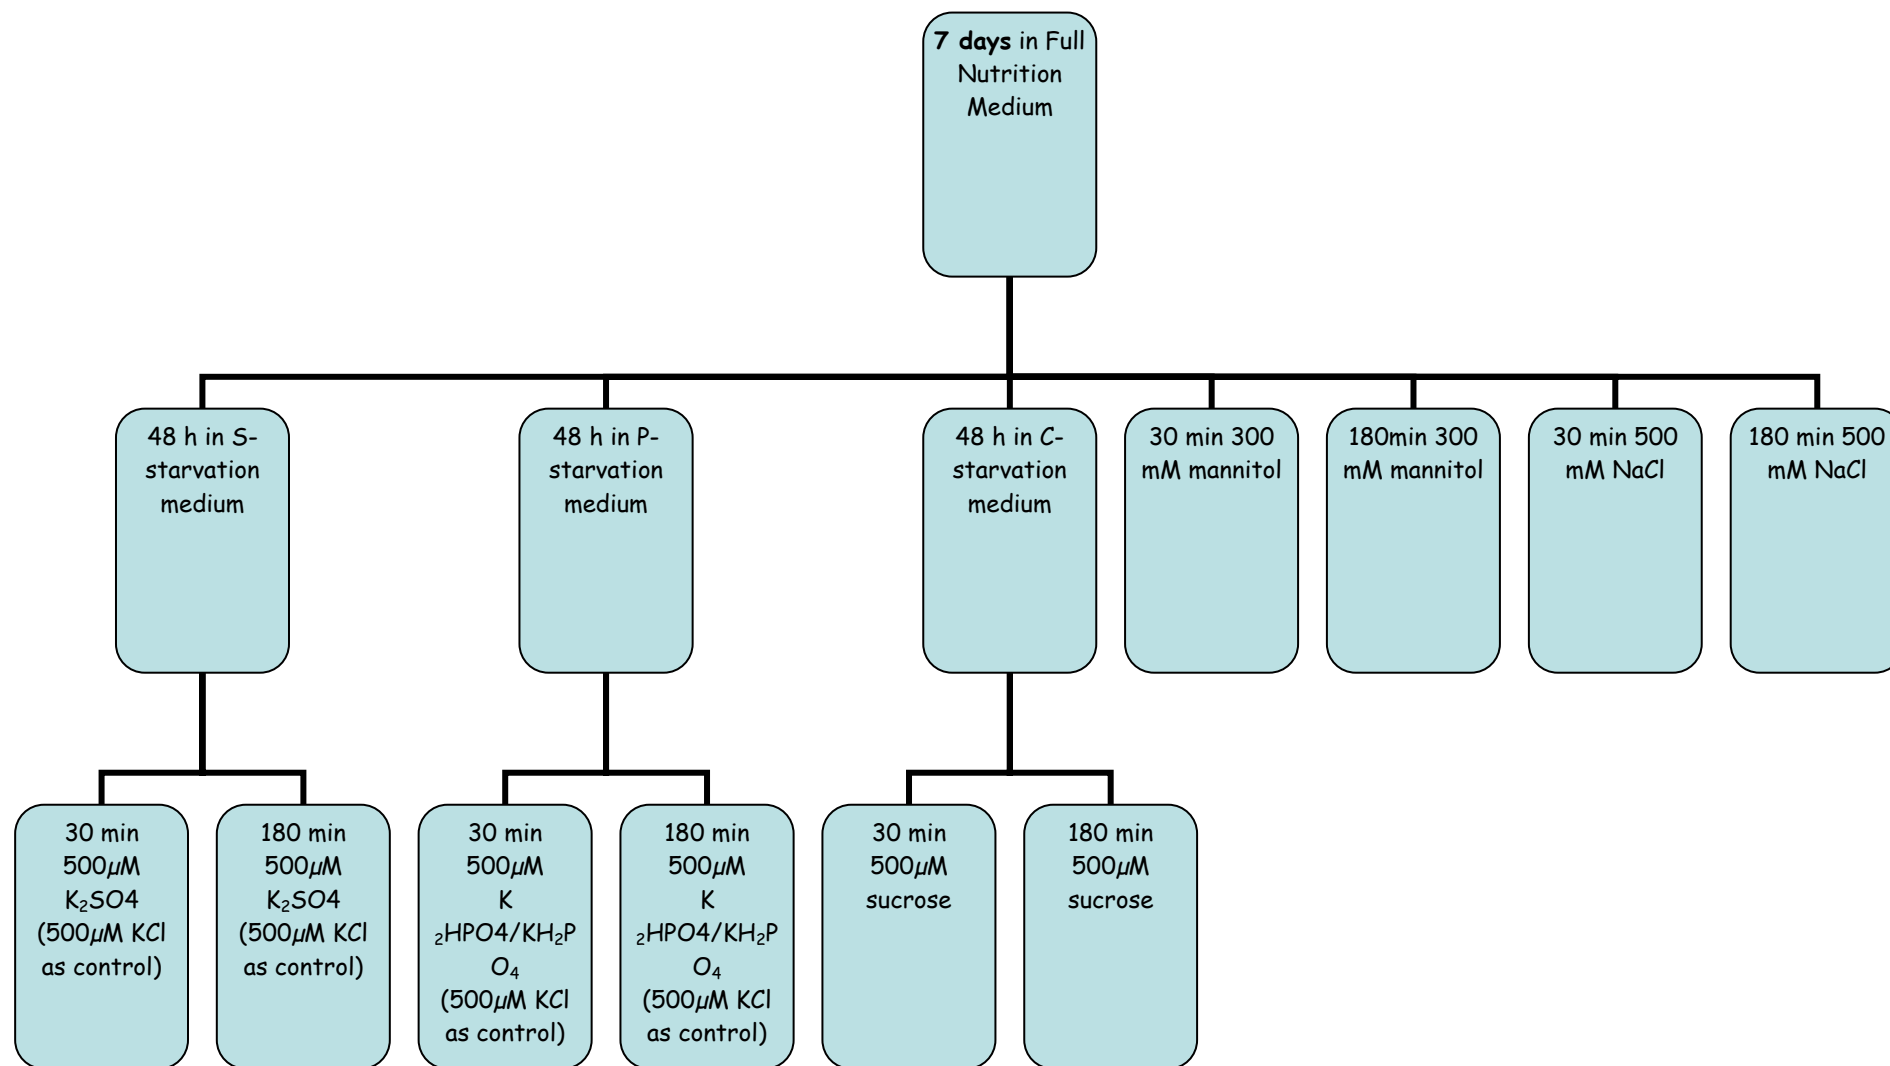 7 days in Full
Nutrition
Medium
48 h in S-
starvation
medium
48 h in P-
starvation
medium
48 h in C-
starvation
medium
30 min 300
mM mannitol
180min 300
mM mannitol
30 min 500
mM NaCl
180 min 500
mM NaCl
30 min
500µM
K₂SO4
(500µM KCl
as control)
180 min
500µM
K₂SO4
(500µM KCl
as control)
30 min
500µM
K
₂HPO4/KH₂P
O₄
(500µM KCl
as control)
180 min
500µM
K
₂HPO4/KH₂P
O₄
(500µM KCl
as control)
30 min
500µM
sucrose
180 min
500µM
sucrose